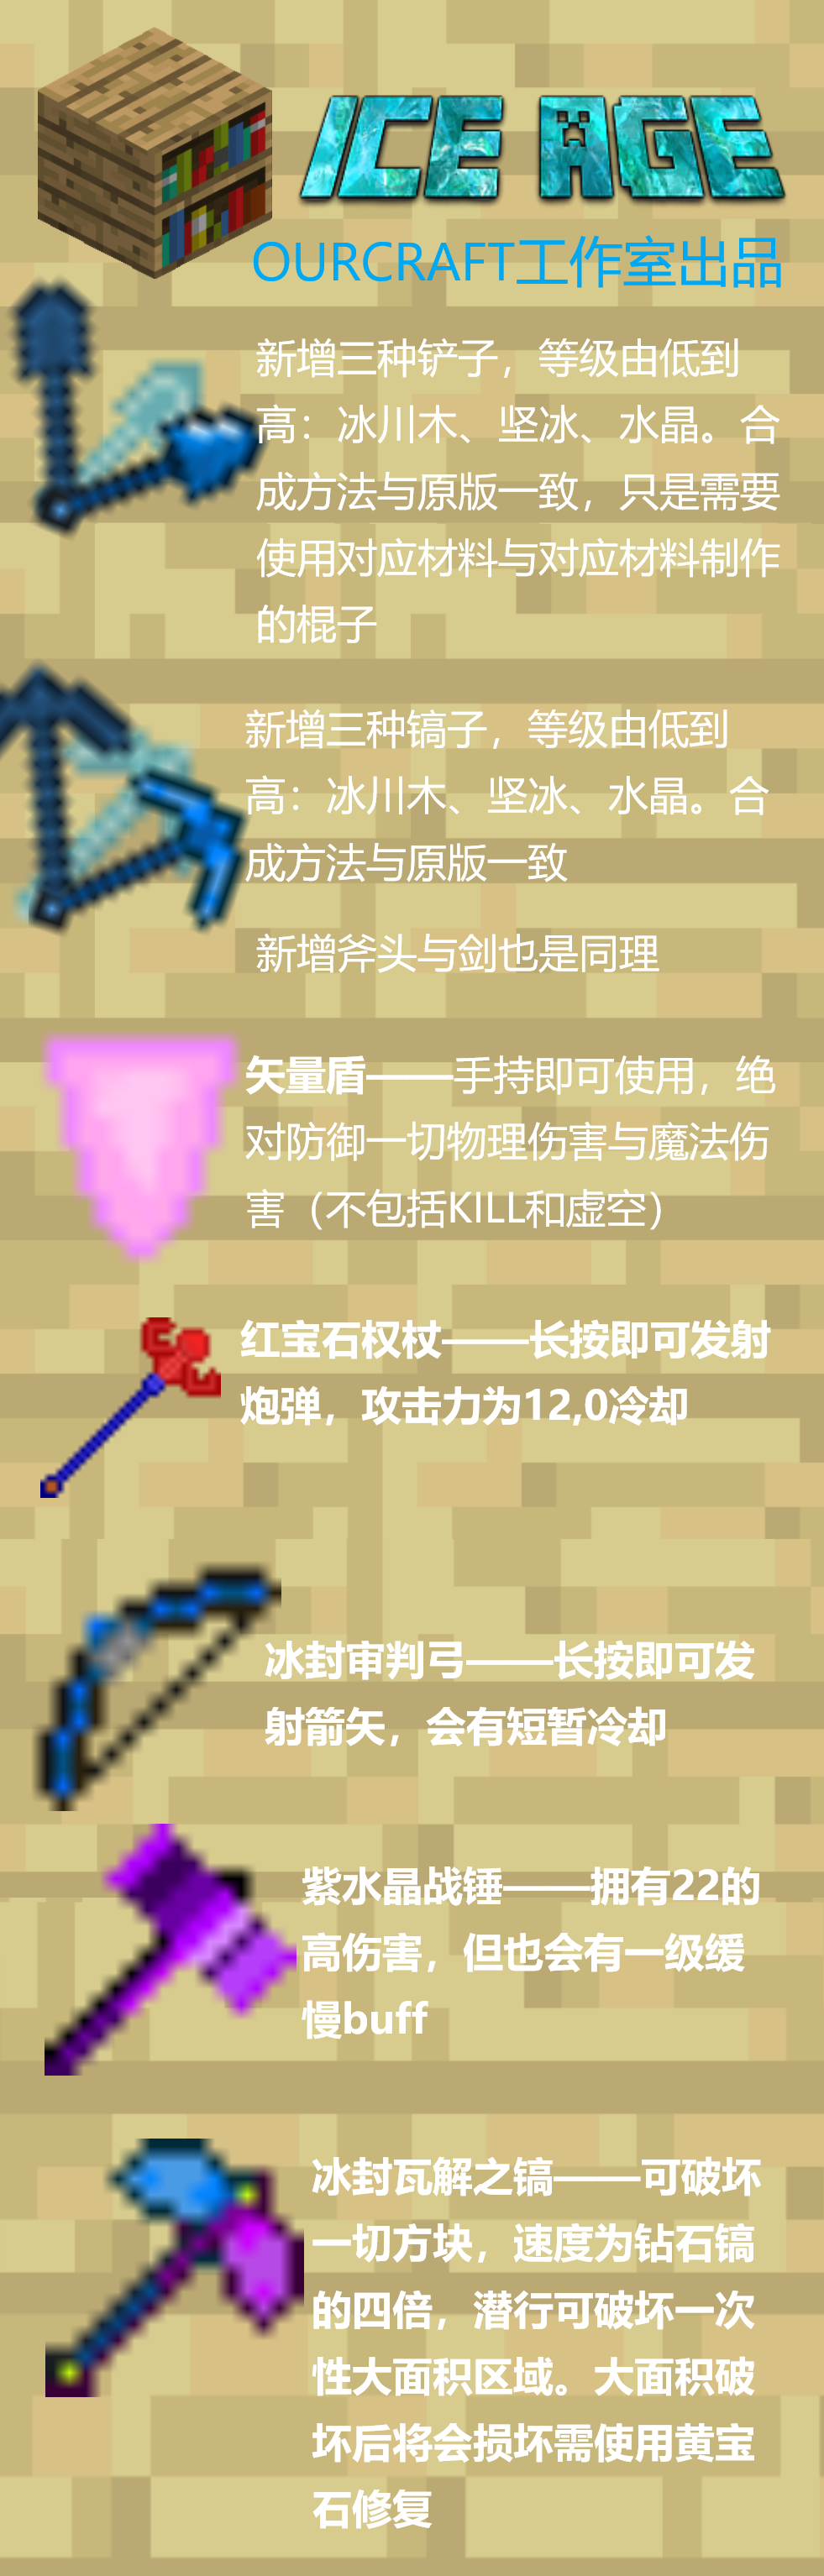 ICE AGE
OURCRAFT工作室出品
新增三种铲子，等级由低到
高：冰川木、坚冰、水晶。合
成方法与原版一致，只是需要
使用对应材料与对应材料制作
的棍子
新增三种镐子，等级由低到
高：冰川木、坚冰、水晶。合
成方法与原版一致
新增斧头与剑也是同理
矢量盾——手持即可使用，绝
对防御一切物理伤害与魔法伤
害（不包括KILL和虚空）
红宝石权杖——长按即可发射
炮弹，攻击力为12,0冷却
冰封审判弓——长按即可发
射箭矢，会有短暂冷却
紫水晶战锤——拥有22的
高伤害，但也会有一级缓
慢buff
冰封瓦解之镐——可破坏
一切方块，速度为钻石镐
的四倍，潜行可破坏一次
性大面积区域。大面积破
坏后将会损坏需使用黄宝
石修复